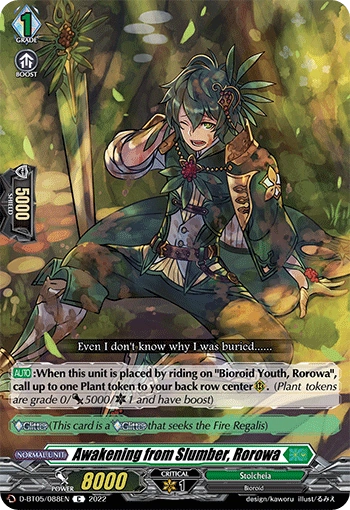 1
GRADE
BOOST
5000
SHIELD
Even I don't know why I was buried......
AUTO:When this unit is placed by riding on "Bioroid Youth, Rorowa",
call up to one Plant token to your back row center. (Plant tokens
are grade 0/5000/1 and have boost)
Glitter(This card is a Glitter that seeks the Fire Regalis)
NORMAL UNIT
Awakening from Slumber, Rorowa
POWER 8000
CRITICAL
1
Stoicheia
Bioroid
D-BT05/088EN C 2022
design/kaworu illust/るみえ